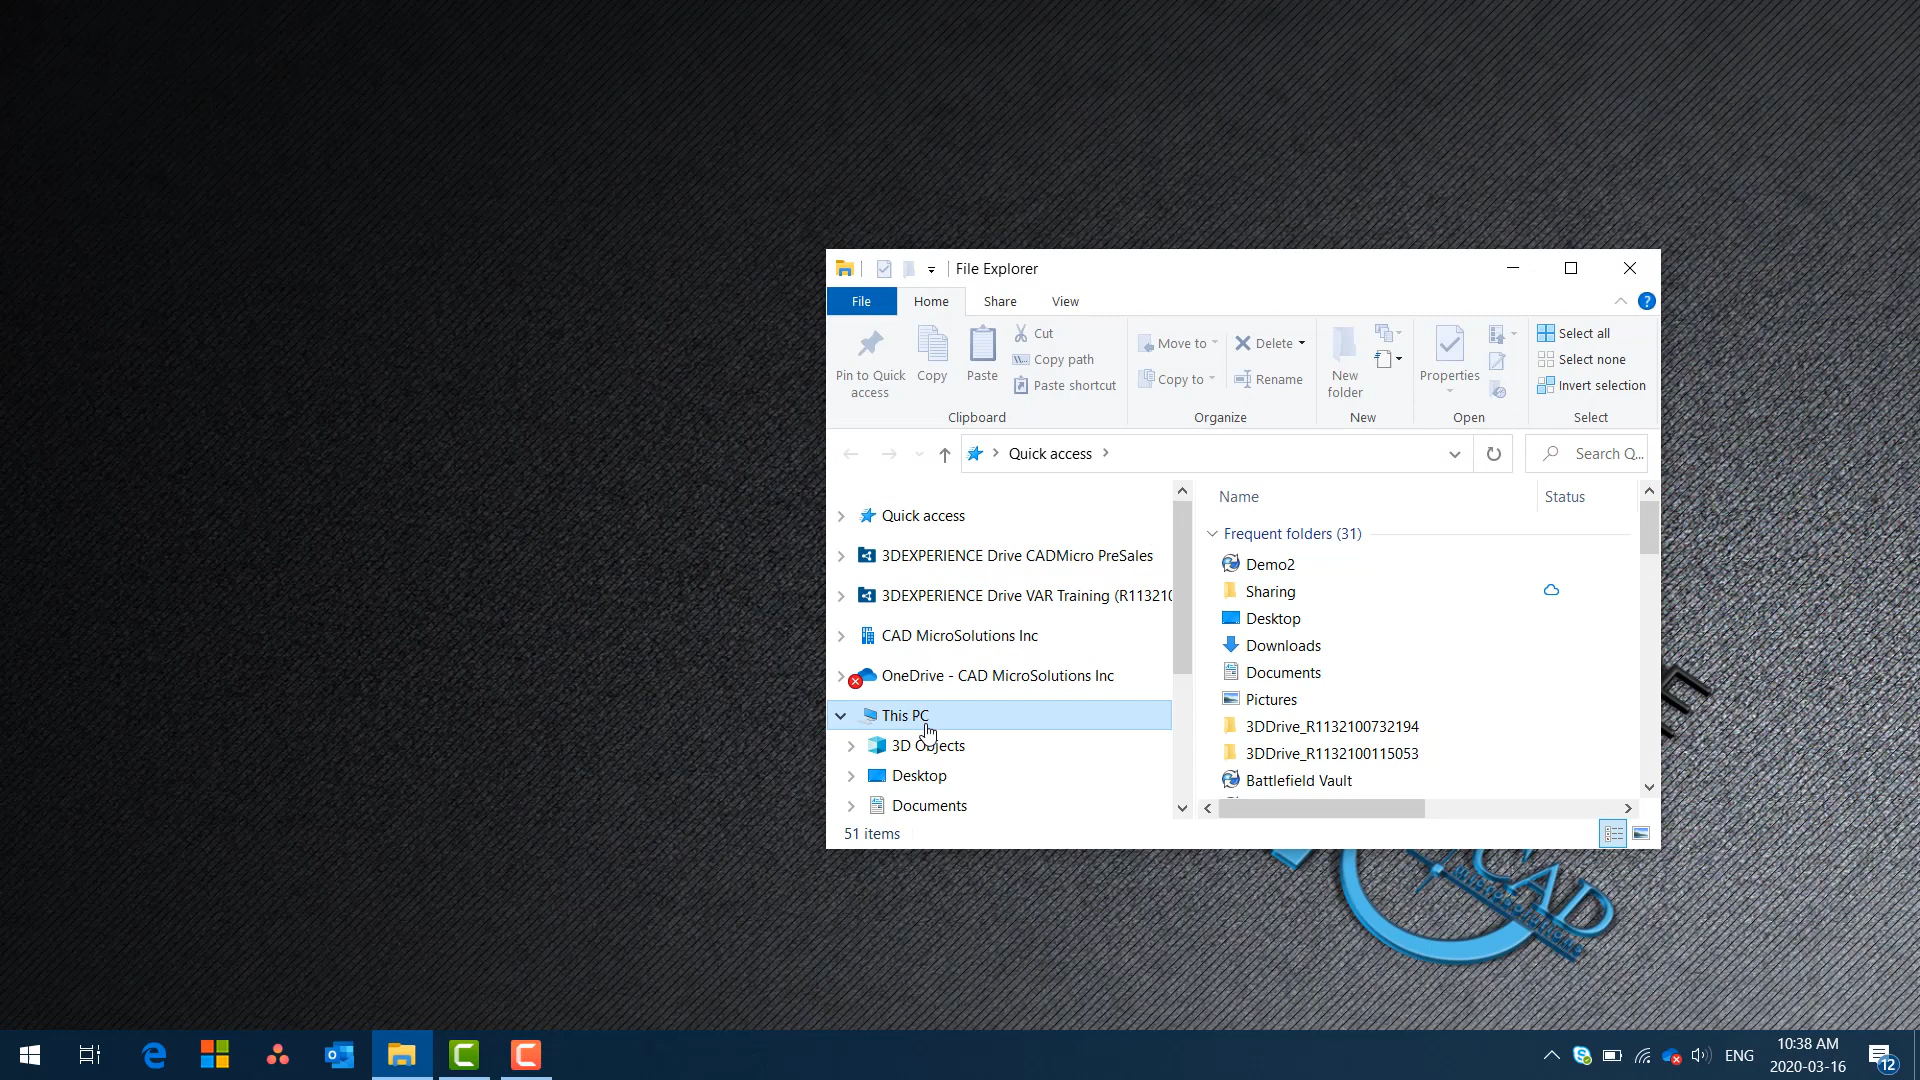 File Explorer
File Home Share View
Pin to Quick access
Copy
Paste
Cut
Copy path
Paste shortcut
Clipboard
Move to
Copy to
Delete
Rename
Organize
New folder
New
Properties
Open
Select all
Select none
Invert selection
Select
Quick access
Search Q...
Quick access
3DEXPERIENCE Drive CADMicro PreSales
3DEXPERIENCE Drive VAR Training (R11321(
CAD MicroSolutions Inc
OneDrive - CAD MicroSolutions Inc
This PC
3D Objects
Desktop
Documents
Name Status
Frequent folders (31)
Demo2
Sharing
Desktop
Downloads
Documents
Pictures
3DDrive_R1132100732194
3DDrive_R1132100115053
Battlefield Vault
51 items
CAD
MICROSOLUTIONS
ENG
10:38 AM
2020-03-16
12